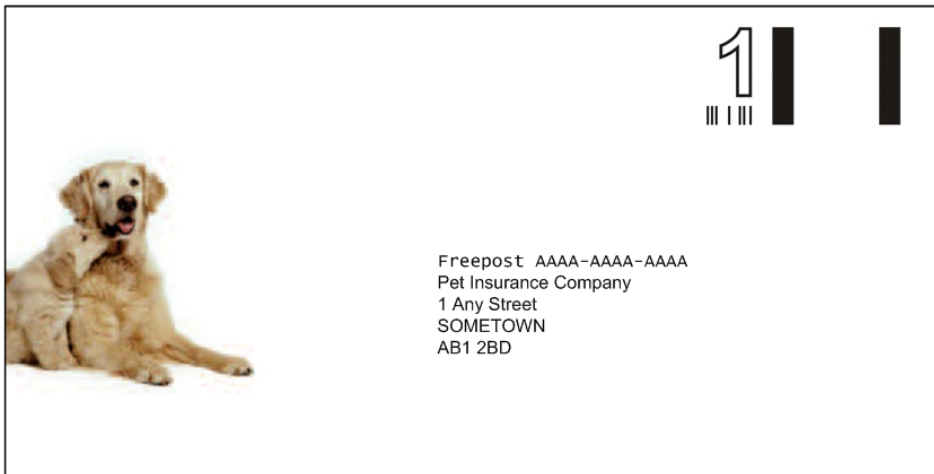 1
Freepost AAAA-AAAA-AAAA
Pet Insurance Company
1 Any Street
SOMETOWN
AB1 2BD